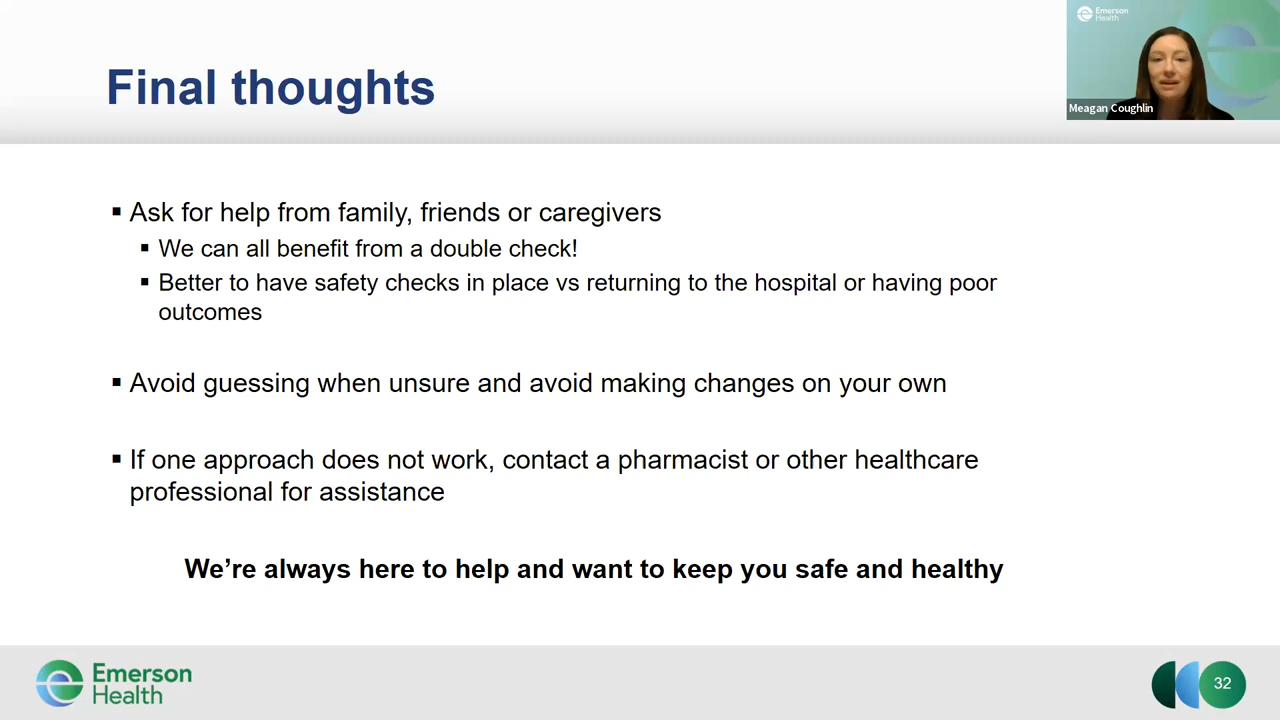 Emerson
Health
Meagan Coughlin
Final thoughts
▪ Ask for help from family, friends or caregivers
▪ We can all benefit from a double check!
▪ Better to have safety checks in place vs returning to the hospital or having poor
outcomes
▪ Avoid guessing when unsure and avoid making changes on your own
▪ If one approach does not work, contact a pharmacist or other healthcare
professional for assistance
We’re always here to help and want to keep you safe and healthy
Emerson
Health
32